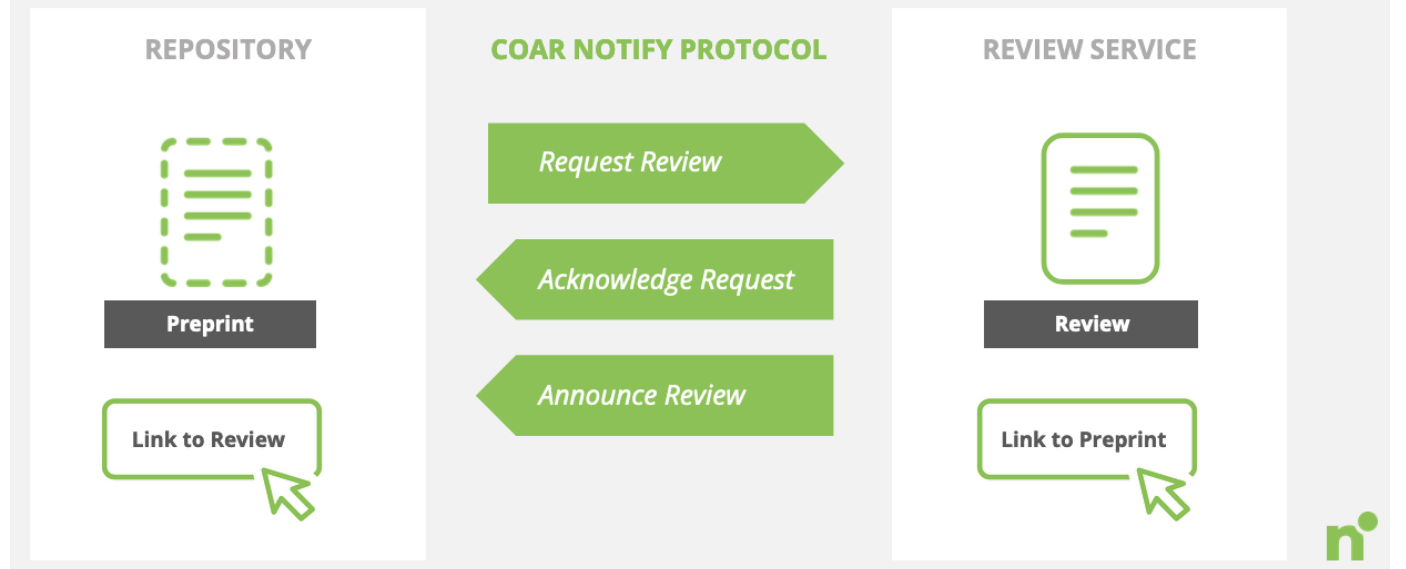 REPOSITORY
COAR NOTIFY PROTOCOL
REVIEW SERVICE
Request Review
Acknowledge Request
Announce Review
Preprint
Link to Review
Review
Link to Preprint
n